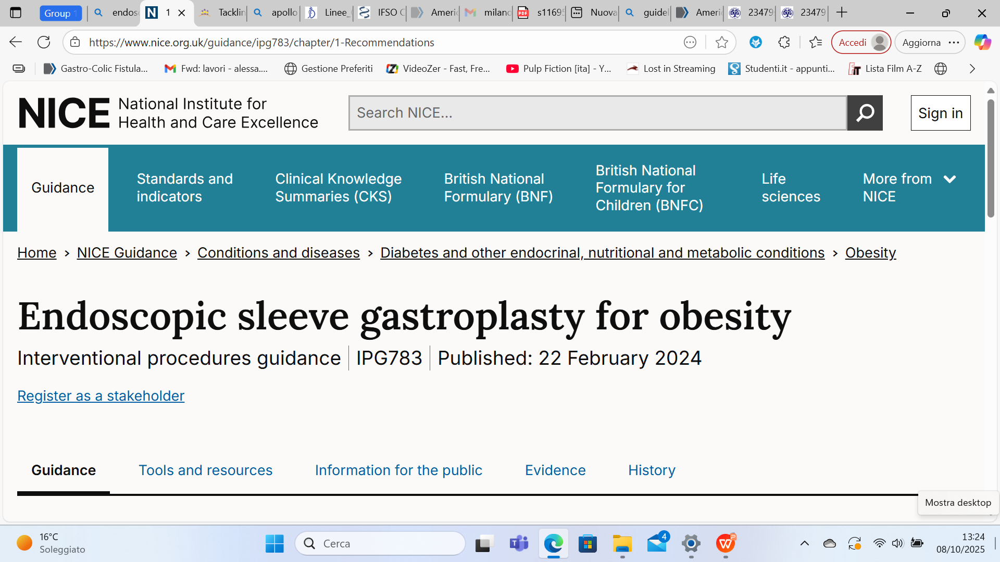 Group 1
endos
1
Tacklin
apollo
Linee_
IFSO C
Americ
milano
s1169
Nuova
guidel
Americ
23479
23479
https://www.nice.org.uk/guidance/ipg783/chapter/1-Recommendations
Accedi
Aggiorna
Gastro-Colic Fistula...
Fwd: lavori - alessa....
Gestione Preferiti
VideoZer - Fast, Fre...
Pulp Fiction [ita] - Y...
Lost in Streaming
Studenti.it - appunti...
Lista Film A-Z
NICE National Institute for
Health and Care Excellence
Search NICE...
Sign in
Guidance
Standards and
indicators
Clinical Knowledge
Summaries (CKS)
British National
Formulary (BNF)
British National
Formulary for
Children (BNFC)
Life
sciences
More from
NICE
Home › NICE Guidance › Conditions and diseases › Diabetes and other endocrinal, nutritional and metabolic conditions › Obesity
Endoscopic sleeve gastroplasty for obesity
Interventional procedures guidance | IPG783 | Published: 22 February 2024
Register as a stakeholder
Guidance
Tools and resources
Information for the public
Evidence
History
Mostra desktop
16°C
Soleggiato
Cerca
4
13:24
08/10/2025